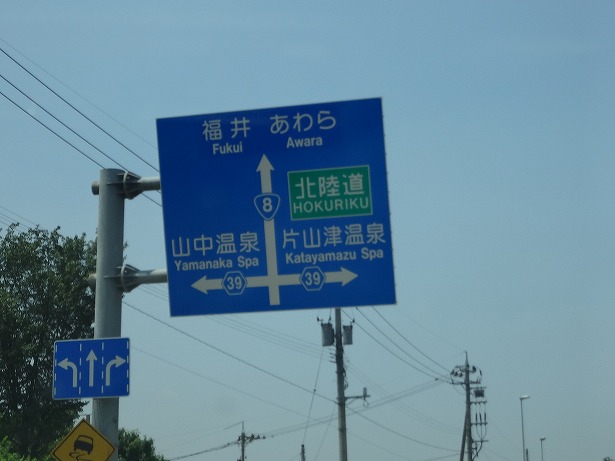 福井 あわら
Fukui Awara
北陸道
HOKURIKU
8
山中温泉
Yamanaka Spa
片山津温泉
Katayamazu Spa
39
39